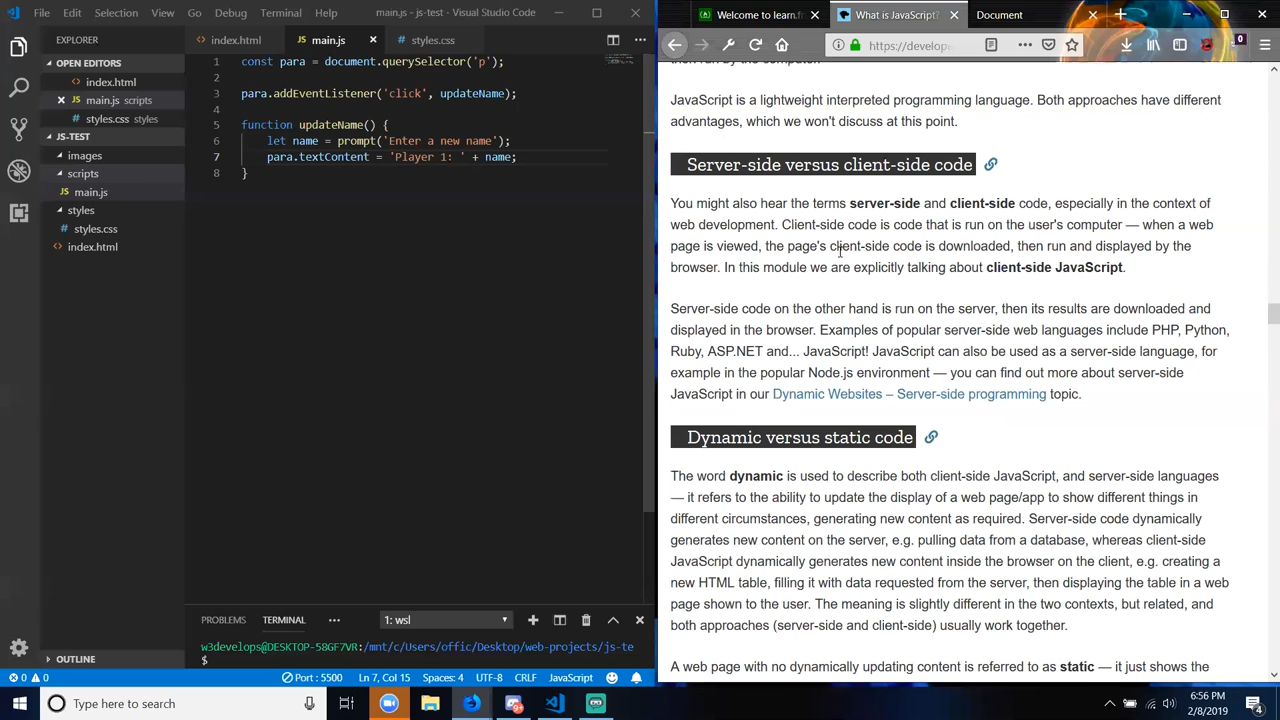 File Edit Selection View Go Debug Terminal Help main.js - js-test - Visual Studio Code
EXPLORER
OPEN EDITORS
index.html
main.js scripts
styles.css styles
JS-TEST
images
scripts
main.js
styles
styles.css
index.html
OUTLINE
index.html main.js styles.css
1 const para = document.querySelector('p');
2
3 para.addEventListener('click', updateName);
4
5 function updateName() {
6 let name = prompt('Enter a new name');
7 para.textContent = 'Player 1: ' + name;
8 }
PROBLEMS TERMINAL 1: wsl
w3develops@DESKTOP-58GF7VR:/mnt/c/Users/offic/Desktop/web-projects/js-te
$
0 0 Port : 5500 Ln 7, Col 15 Spaces: 4 UTF-8 CRLF JavaScript
Welcome to learn.fr What is JavaScript? Document
https://develop 0
then run by the computer.
JavaScript is a lightweight interpreted programming language. Both approaches have different
advantages, which we won't discuss at this point.
Server-side versus client-side code
You might also hear the terms server-side and client-side code, especially in the context of
web development. Client-side code is code that is run on the user's computer — when a web
page is viewed, the page's client-side code is downloaded, then run and displayed by the
browser. In this module we are explicitly talking about client-side JavaScript.
Server-side code on the other hand is run on the server, then its results are downloaded and
displayed in the browser. Examples of popular server-side web languages include PHP, Python,
Ruby, ASP.NET and... JavaScript! JavaScript can also be used as a server-side language, for
example in the popular Node.js environment — you can find out more about server-side
JavaScript in our Dynamic Websites – Server-side programming topic.
Dynamic versus static code
The word dynamic is used to describe both client-side JavaScript, and server-side languages
— it refers to the ability to update the display of a web page/app to show different things in
different circumstances, generating new content as required. Server-side code dynamically
generates new content on the server, e.g. pulling data from a database, whereas client-side
JavaScript dynamically generates new content inside the browser on the client, e.g. creating a
new HTML table, filling it with data requested from the server, then displaying the table in a web
page shown to the user. The meaning is slightly different in the two contexts, but related, and
both approaches (server-side and client-side) usually work together.
A web page with no dynamically updating content is referred to as static — it just shows the
Type here to search
6:56 PM
2/8/2019
4